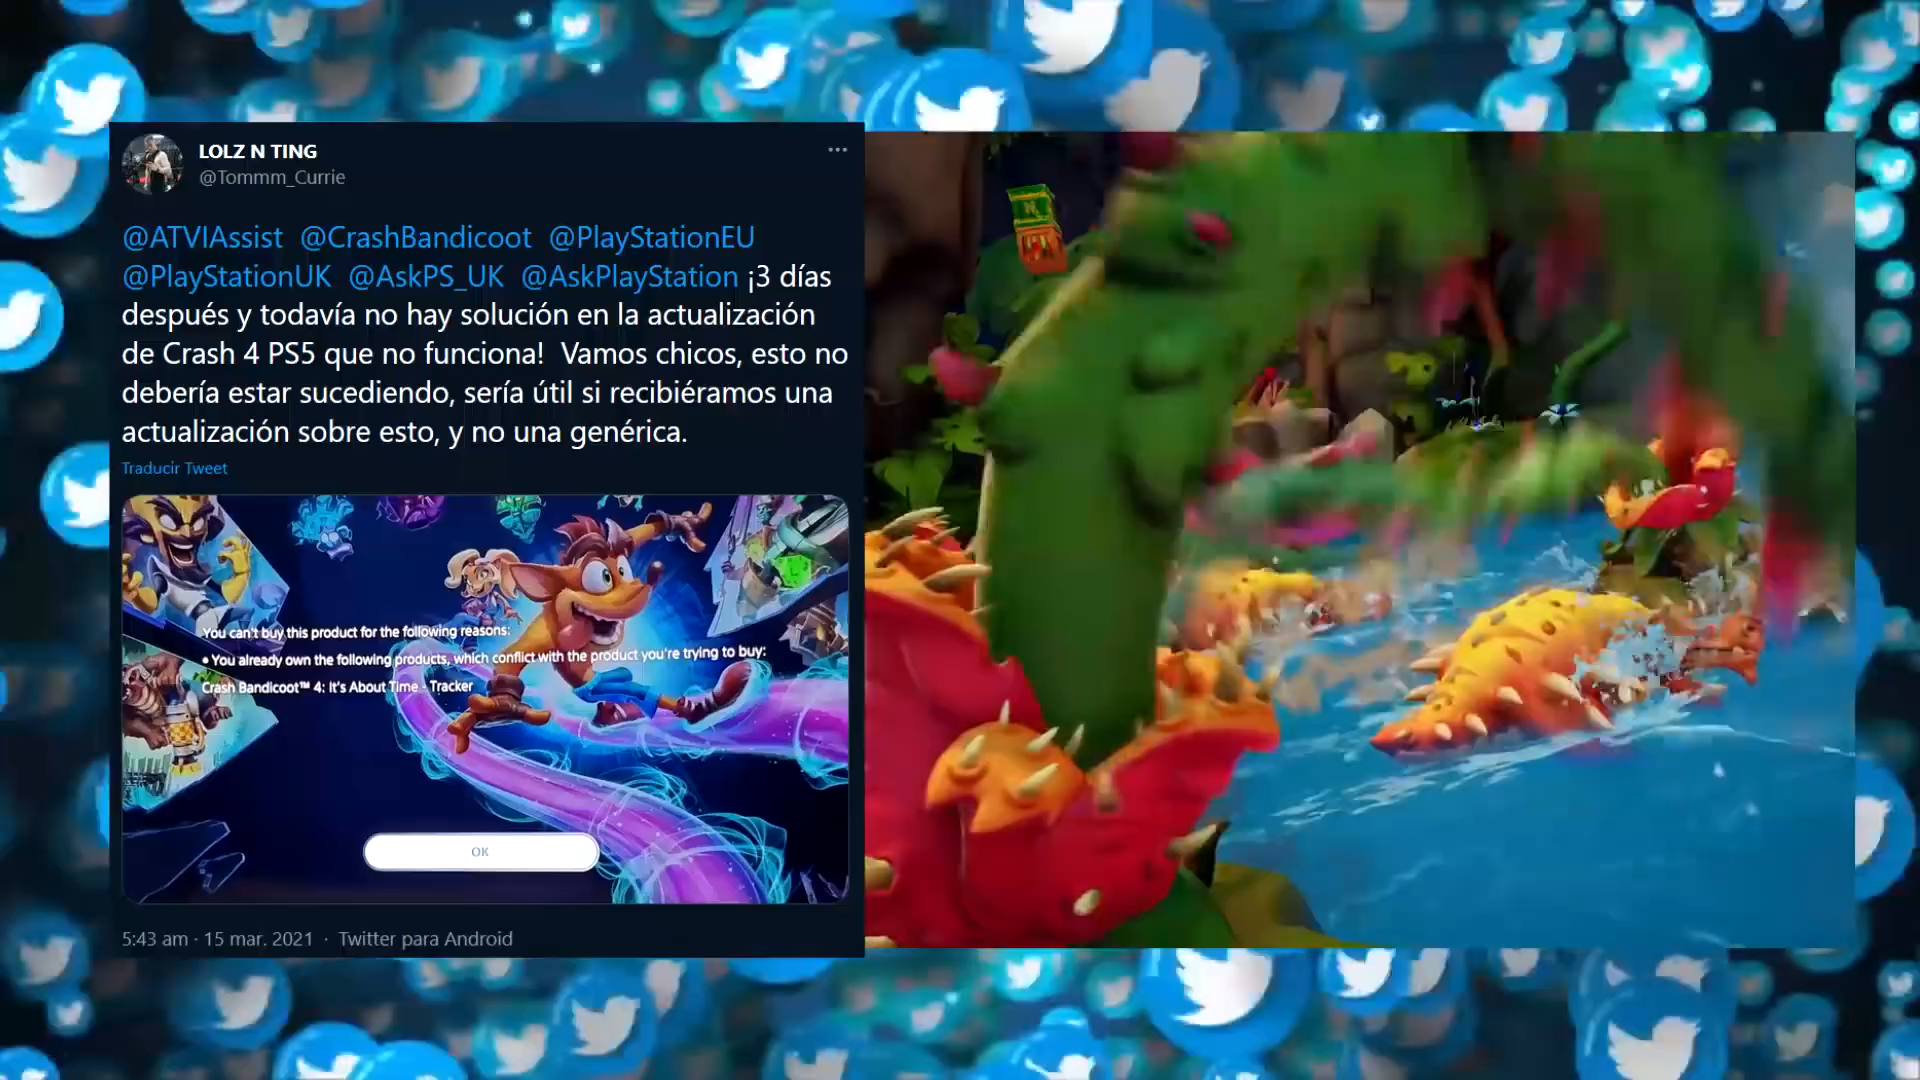 LOLZ N TING
@Tommm_Currie
@ATVIAssist @CrashBandicoot @PlayStationEU
@PlayStationUK @AskPS_UK @AskPlayStation ¡3 días
después y todavía no hay solución en la actualización
de Crash 4 PS5 que no funciona! Vamos chicos, esto no
debería estar sucediendo, sería útil si recibiéramos una
actualización sobre esto, y no una genérica.
Traducir Tweet
You can't buy this product for the following reasons:
• You already own the following products, which conflict with the product you're trying to buy:
Crash Bandicoot™ 4: It's About Time - Tracker
OK
5:43 am · 15 mar. 2021 · Twitter para Android